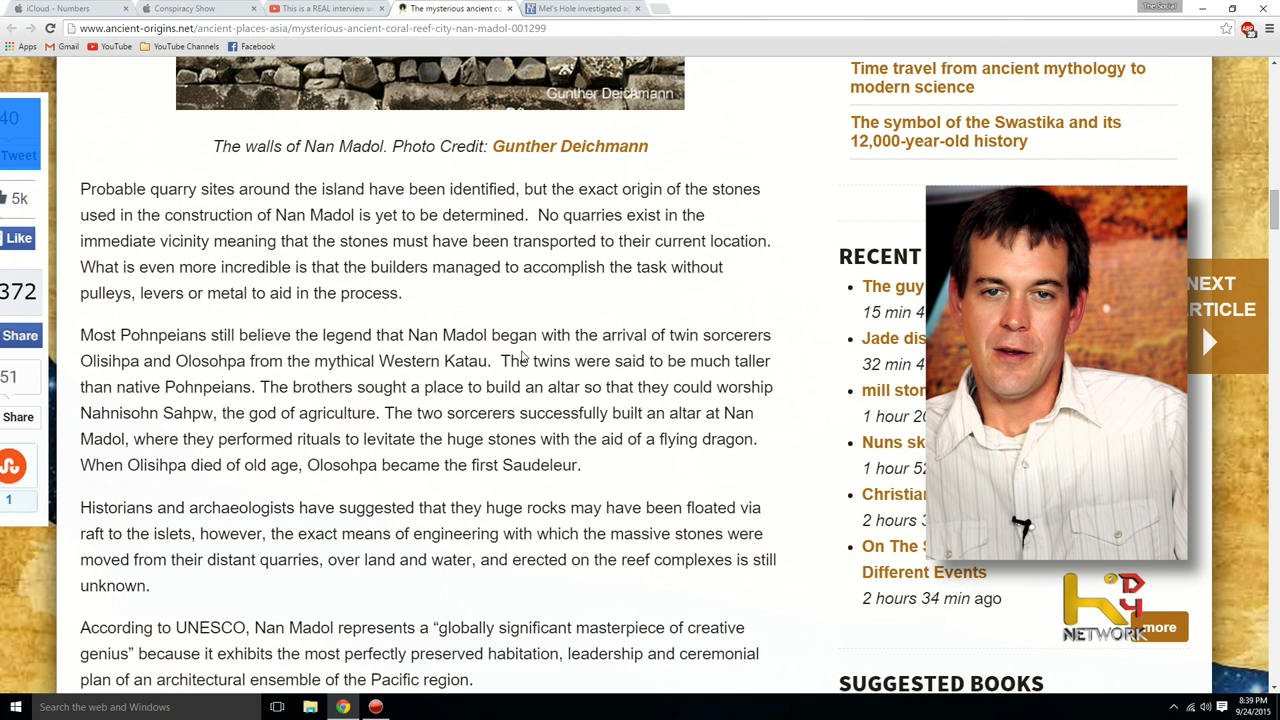 iCloud - Numbers
Conspiracy Show
This is a REAL interview wi
The mysterious ancient co
Mel's Hole investigated ag
The Social
www.ancient-origins.net/ancient-places-asia/mysterious-ancient-coral-reef-city-nan-madol-001299
Apps Gmail YouTube YouTube Channels Facebook
Gunther Deichmann
The walls of Nan Madol. Photo Credit: Gunther Deichmann
Probable quarry sites around the island have been identified, but the exact origin of the stones
used in the construction of Nan Madol is yet to be determined. No quarries exist in the
immediate vicinity meaning that the stones must have been transported to their current location.
What is even more incredible is that the builders managed to accomplish the task without
pulleys, levers or metal to aid in the process.
Most Pohnpeians still believe the legend that Nan Madol began with the arrival of twin sorcerers
Olisihpa and Olosohpa from the mythical Western Katau. The twins were said to be much taller
than native Pohnpeians. The brothers sought a place to build an altar so that they could worship
Nahnisohn Sahpw, the god of agriculture. The two sorcerers successfully built an altar at Nan
Madol, where they performed rituals to levitate the huge stones with the aid of a flying dragon.
When Olisihpa died of old age, Olosohpa became the first Saudeleur.
Historians and archaeologists have suggested that they huge rocks may have been floated via
raft to the islets, however, the exact means of engineering with which the massive stones were
moved from their distant quarries, over land and water, and erected on the reef complexes is still
unknown.
According to UNESCO, Nan Madol represents a “globally significant masterpiece of creative
genius” because it exhibits the most perfectly preserved habitation, leadership and ceremonial
plan of an architectural ensemble of the Pacific region.
40
Tweet
5k
Like
372
Share
51
Share
1
Time travel from ancient mythology to
modern science
The symbol of the Swastika and its
12,000-year-old history
RECENT
The guy
15 min 4
Jade dis
32 min 4
mill ston
1 hour 20
Nuns sk
1 hour 52
Christian
2 hours 3
On The S
Different Events
2 hours 34 min ago
more
NEXT
RTICLE
h2 D4
NETWORK
SUGGESTED BOOKS
Search the web and Windows
8:39 PM
9/24/2015